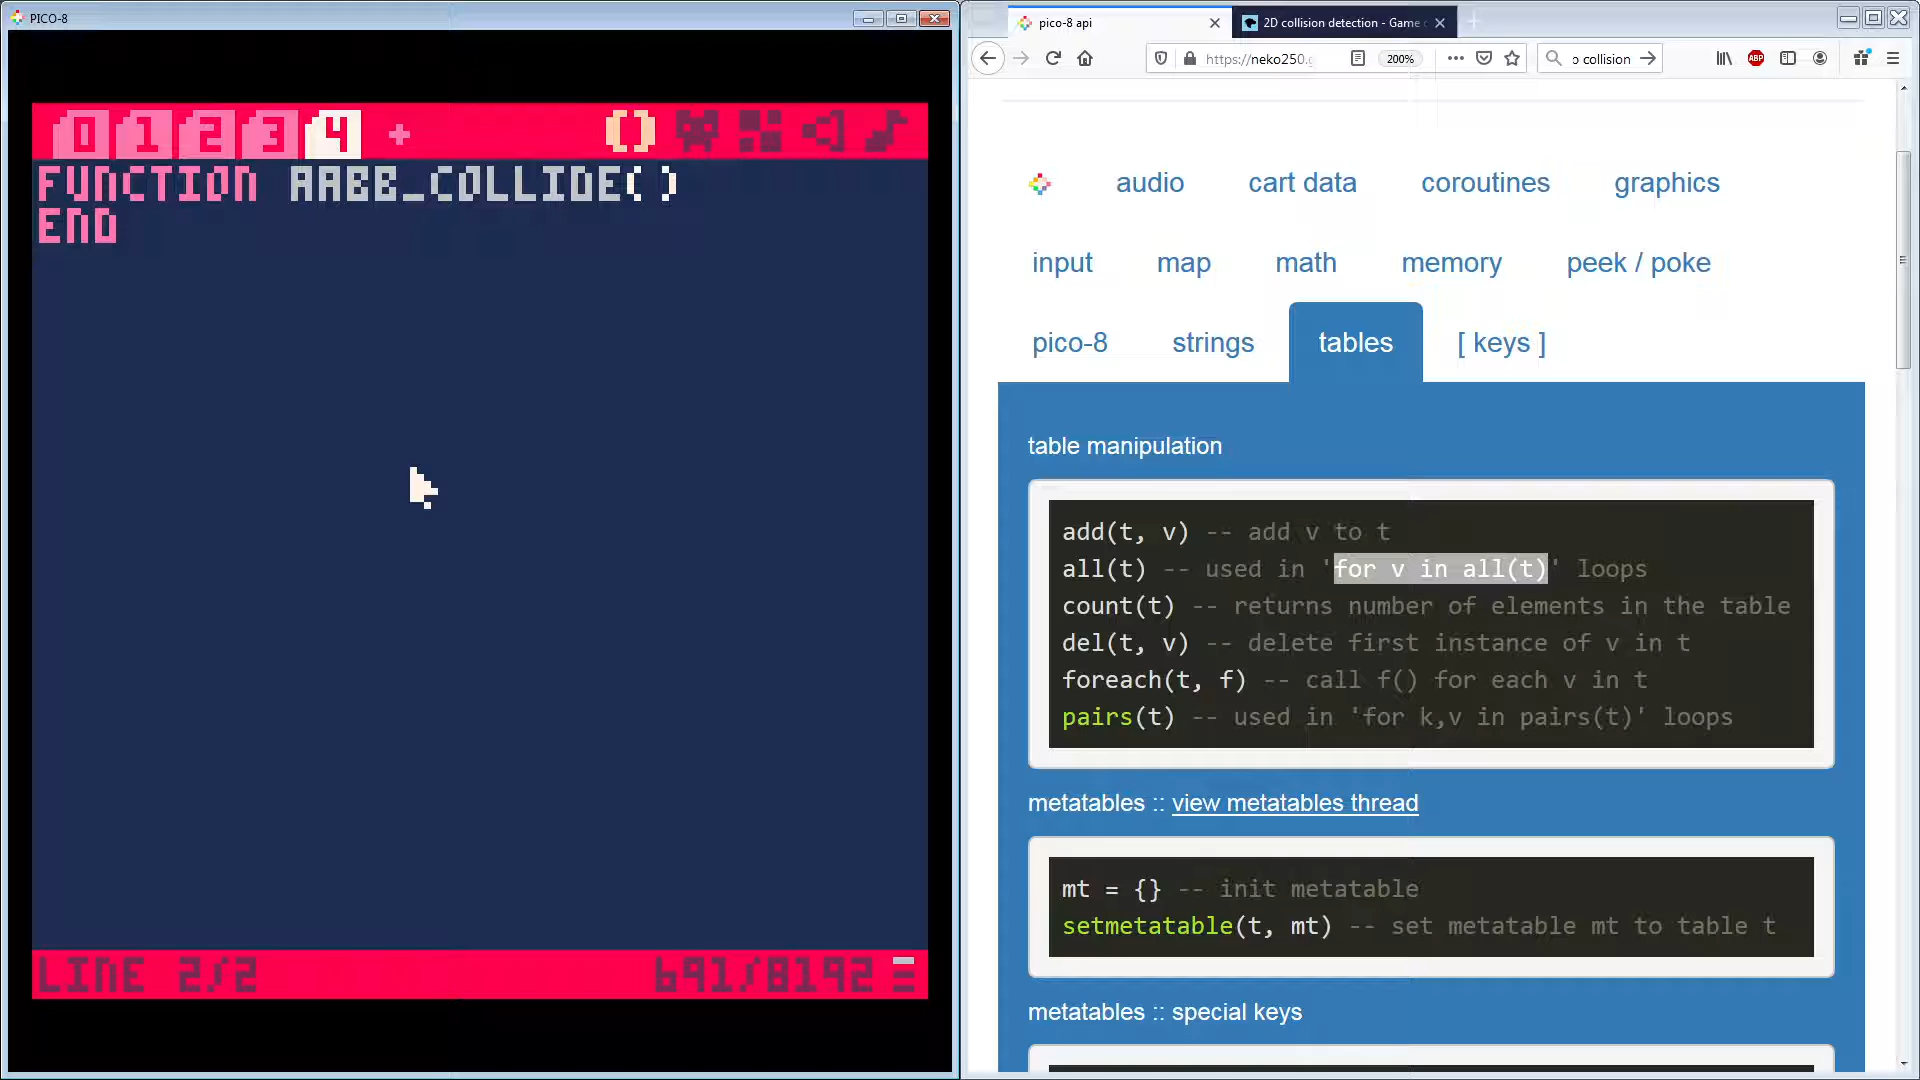 PICO-8
0 1 2 3 4 +
FUNCTION AABB_COLLIDE()
END
LINE 2/2
691/8192
pico-8 api
2D collision detection - Game
https://neko250.
200%
collision
ABP
audio
cart data
coroutines
graphics
input
map
math
memory
peek / poke
pico-8
strings
tables
[ keys ]
table manipulation
add(t, v) -- add v to t
all(t) -- used in 'for v in all(t)' loops
count(t) -- returns number of elements in the table
del(t, v) -- delete first instance of v in t
foreach(t, f) -- call f() for each v in t
pairs(t) -- used in 'for k,v in pairs(t)' loops
metatables :: view metatables thread
mt = {} -- init metatable
setmetatable(t, mt) -- set metatable mt to table t
metatables :: special keys